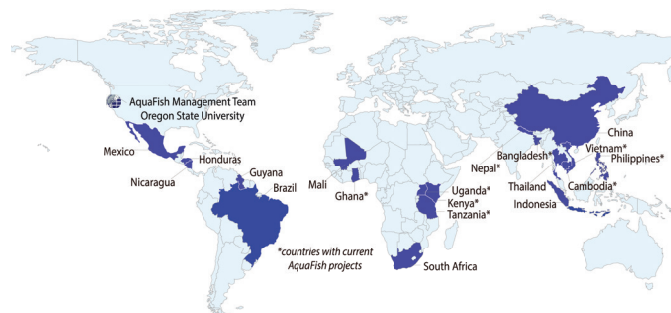 AquaFish Management Team
Oregon State University
Mexico
Honduras
Nicaragua
Guyana
Brazil
Mali
Ghana*
Uganda*
Kenya*
Tanzania*
South Africa
*countries with current
AquaFish projects
China
Nepal*
Bangladesh*
Vietnam*
Philippines*
Thailand
Cambodia*
Indonesia